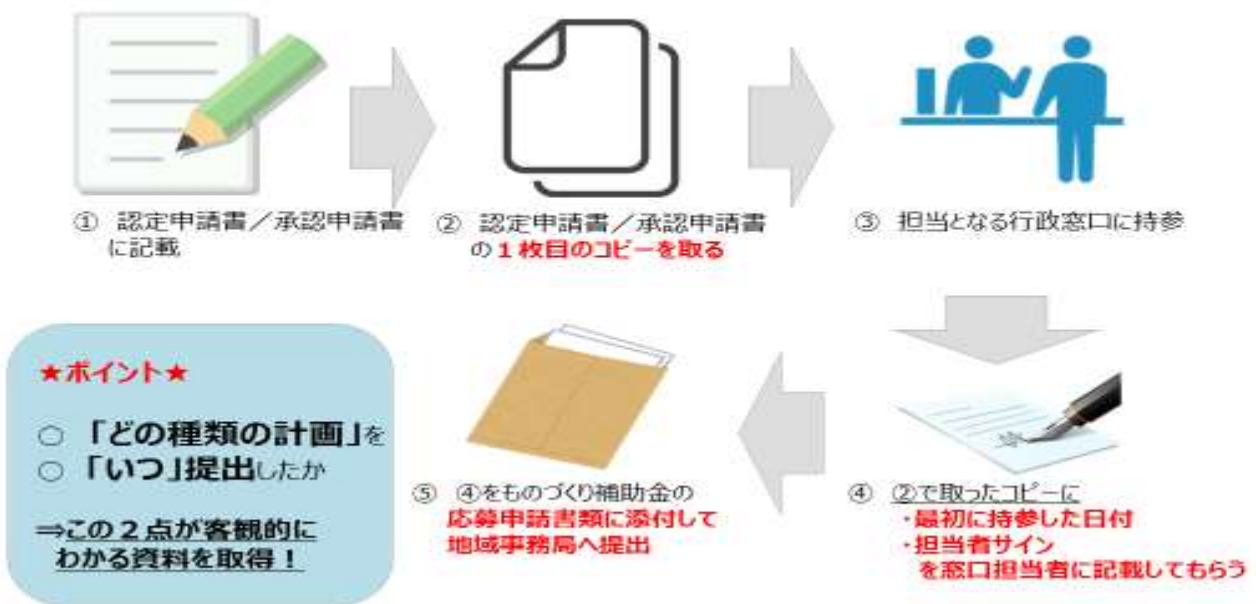 ① 認定申請書／承認申請書
に記載
② 認定申請書／承認申請書
の１枚目のコピーを取る
③ 担当となる行政窓口に持参
④ ②で取ったコピーに
・最初に持参した日付
・担当者サイン
を窓口担当者に記載してもらう
⑤ ④をものづくり補助金の
応募申請書類に添付して
地域事務局へ提出
★ポイント★
○ 「どの種類の計画」を
○ 「いつ」提出したか
⇒この２点が客観的に
わかる資料を取得！